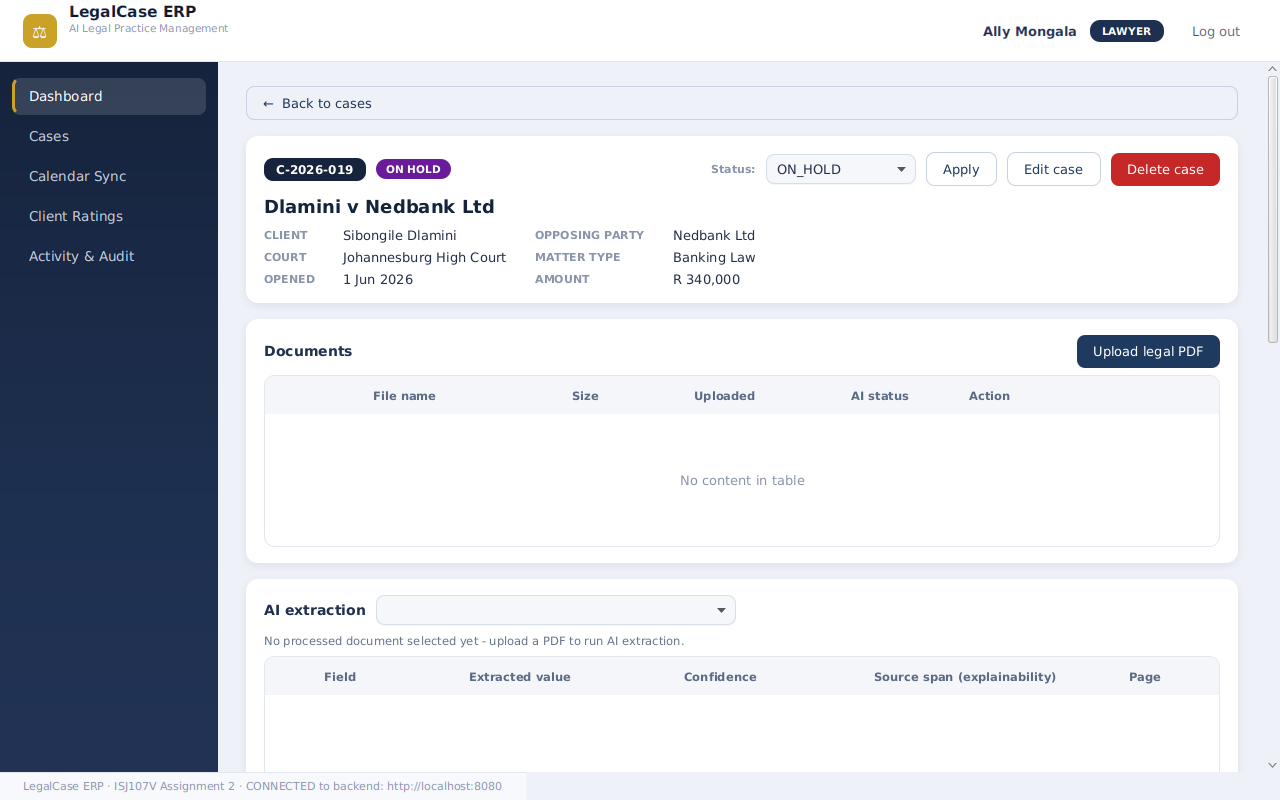 LegalCase ERP
AI Legal Practice Management
Ally Mongala LAWYER Log out
Dashboard
Cases
Calendar Sync
Client Ratings
Activity & Audit
← Back to cases
C-2026-019 ON HOLD Status: ON_HOLD Apply Edit case Delete case
Dlamini v Nedbank Ltd
CLIENT Sibongile Dlamini OPPOSING PARTY Nedbank Ltd
COURT Johannesburg High Court MATTER TYPE Banking Law
OPENED 1 Jun 2026 AMOUNT R 340,000
Documents Upload legal PDF
File name Size Uploaded AI status Action
No content in table
AI extraction
No processed document selected yet - upload a PDF to run AI extraction.
Field Extracted value Confidence Source span (explainability) Page
LegalCase ERP · ISJ107V Assignment 2 · CONNECTED to backend: http://localhost:8080